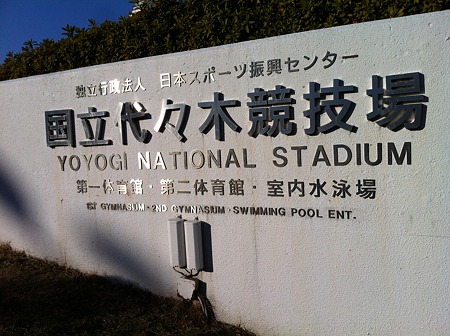 独立行政法人 日本スポーツ振興センター
国立代々木競技場
YOYOGI NATIONAL STADIUM
第一体育館・第二体育館・室内水泳場
1ST GYMNASIUM・2ND GYMNASIUM・SWIMMING POOL ENT.